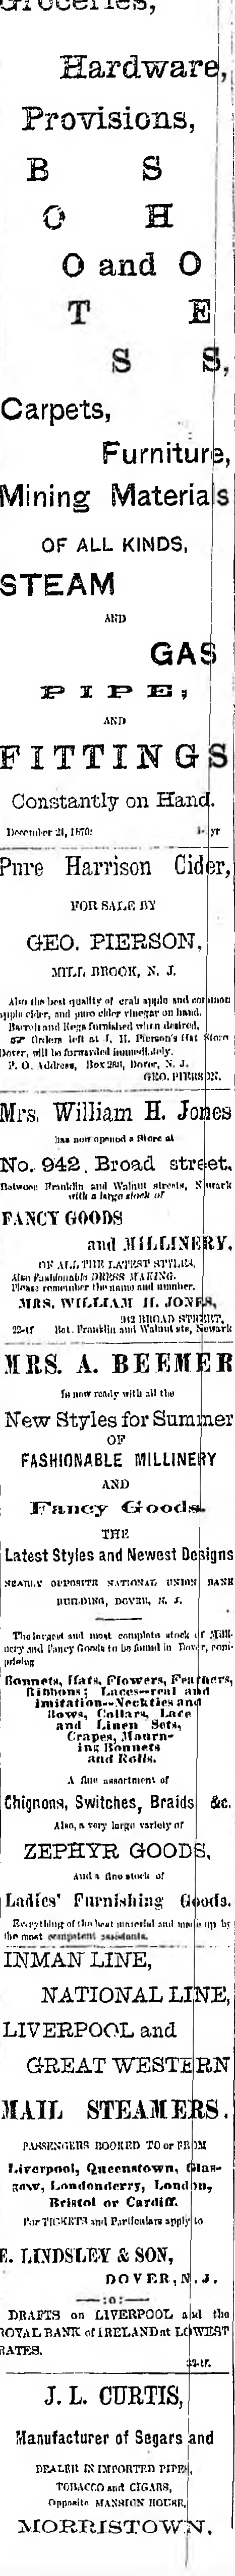 Groceries,
Hardware,
Provisions,
B S
O H
O and O
T E
S S,
Carpets,
Furniture,
Mining Materials
OF ALL KINDS,
STEAM
AND
GAS
PIPE,
AND
FITTINGS
Constantly on Hand.
December 21, 1870: 1-yr
Pure Harrison Cider,
FOR SALE BY
GEO. PIERSON,
MILL BROOK, N. J.
Also the best quality of crab apple and common
apple cider, and pure cider vinegar on hand.
Barrels and Kegs furnished when desired.
Orders left at I. H. Pierson's Hat Store
Dover, will be forwarded immediately.
P. O. Address, Box 280, Dover, N. J.
GEO. PIERSON.
Mrs. William H. Jones
has now opened a Store at
No. 942, Broad street,
Between Franklin and Walnut streets, Newark
with a large stock of
FANCY GOODS
and MILLINERY,
OF ALL THE LATEST STYLES.
Also Fashionable DRESS MAKING.
Please remember the name and number.
MRS. WILLIAM H. JONES,
942 BROAD STREET,
22-tf Bet. Franklin and Walnut sts, Newark
MRS. A. BEEMER
Is now ready with all the
New Styles for Summer
OF
FASHIONABLE MILLINERY
AND
Fancy Goods.
THE
Latest Styles and Newest Designs
NEARLY OPPOSITE NATIONAL UNION BANK
BUILDING, DOVER, N. J.
The largest and most complete stock of Mill-
nery and Fancy Goods to be found in Dover, com-
prising
Bonnets, Hats, Flowers, Feathers,
Ribbons; Laces--real and
imitation--Neckties and
Bows, Collars, Lace
and Linen Sets,
Crapes, Mourn-
ing Bonnets
and Rolls.
A fine assortment of
Chignons, Switches, Braids &c.
Also, a very large variety of
ZEPHYR GOODS,
And a fine stock of
Ladies' Furnishing Goods.
Everything of the best material and made up by
the most competent assistants.
INMAN LINE,
NATIONAL LINE,
LIVERPOOL and
GREAT WESTERN
MAIL STEAMERS.
PASSENGERS BOOKED TO or FROM
Liverpool, Queenstown, Glas-
gow, Londonderry, London,
Bristol or Cardiff.
For TICKETS and Particulars apply to
E. LINDSLEY & SON,
DOVER, N. J.
:o:
DRAFTS on LIVERPOOL and the
ROYAL BANK of IRELAND at LOWEST
RATES.
32-tf.
J. L. CURTIS,
Manufacturer of Segars and
DEALER IN IMPORTED PIPES,
TOBACCO and CIGARS,
Opposite MANSION HOUSE,
MORRISTOWN.